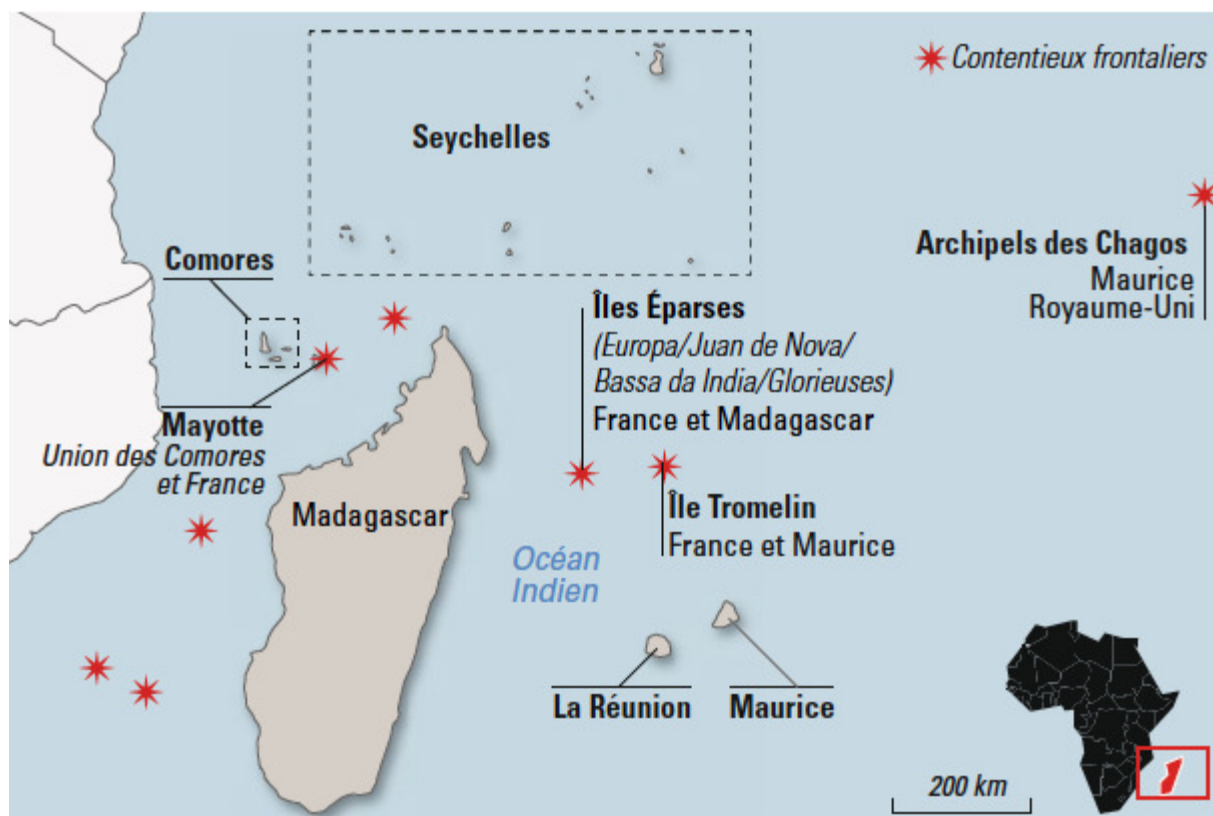 Contentieux frontaliers
Seychelles
Archipels des Chagos
Maurice
Royaume-Uni
Comores
Îles Éparses
(Europa/Juan de Nova/
Bassa da India/Glorieuses)
France et Madagascar
Mayotte
Union des Comores
et France
Madagascar
Île Tromelin
France et Maurice
Océan
Indien
La Réunion
Maurice
200 km